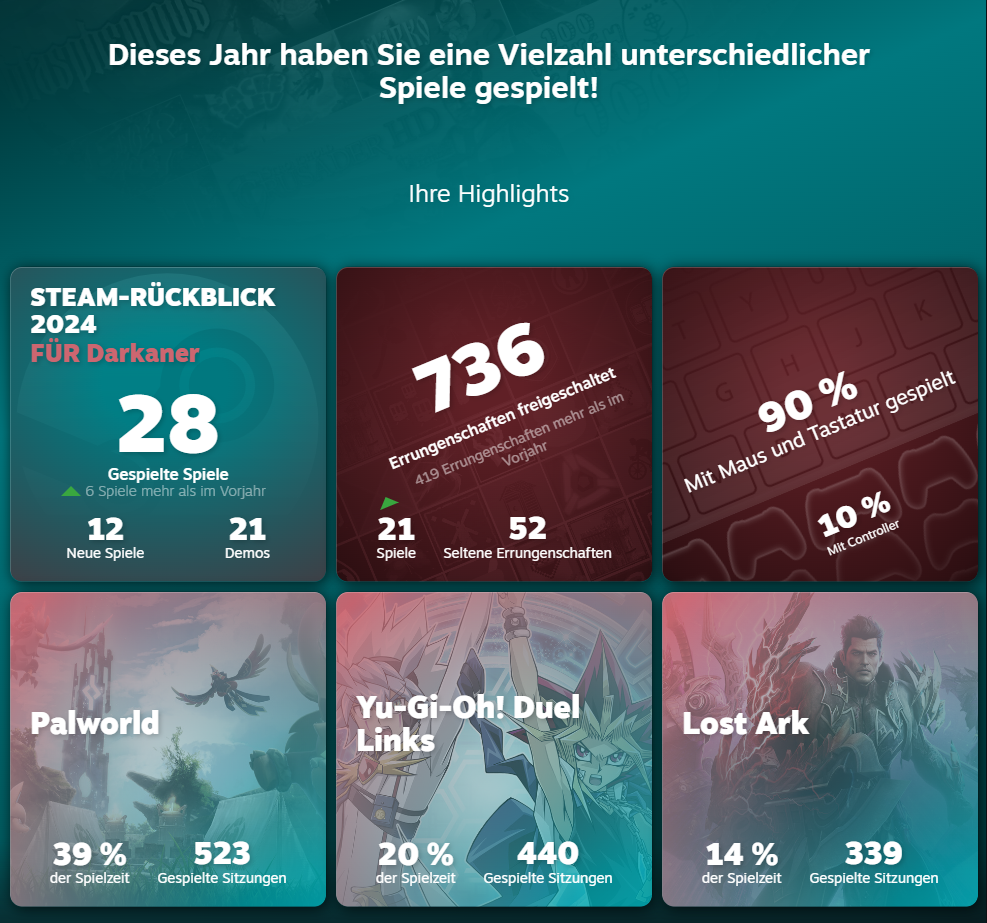 Dieses Jahr haben Sie eine Vielzahl unterschiedlicher
Spiele gespielt!
Ihre Highlights
STEAM-RÜCKBLICK
2024
FÜR Darkaner
28
Gespielte Spiele
6 Spiele mehr als im Vorjahr
12
Neue Spiele
21
Demos
736
Errungenschaften freigeschaltet
419 Errungenschaften mehr als im
Vorjahr
21
Spiele
52
Seltene Errungenschaften
90 %
Mit Maus und Tastatur gespielt
10 %
Mit Controller
Palworld
39 %
der Spielzeit
523
Gespielte Sitzungen
Yu-Gi-Oh! Duel
Links
20 %
der Spielzeit
440
Gespielte Sitzungen
Lost Ark
14 %
der Spielzeit
339
Gespielte Sitzungen